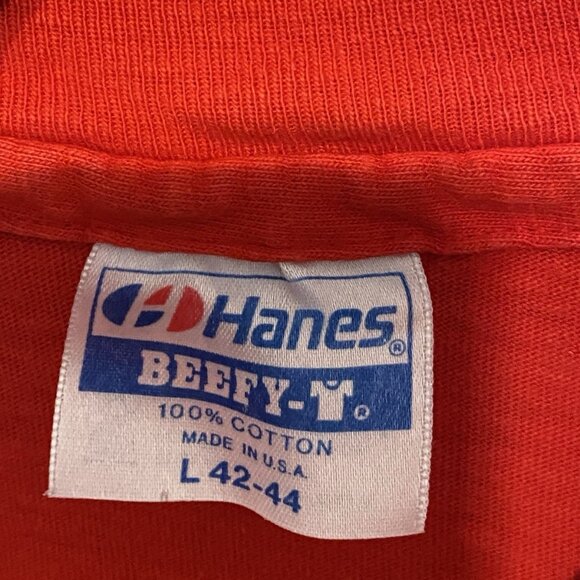 Hanes®
BEEFY-T®
100% COTTON
MADE IN U.S.A.
L 42-44